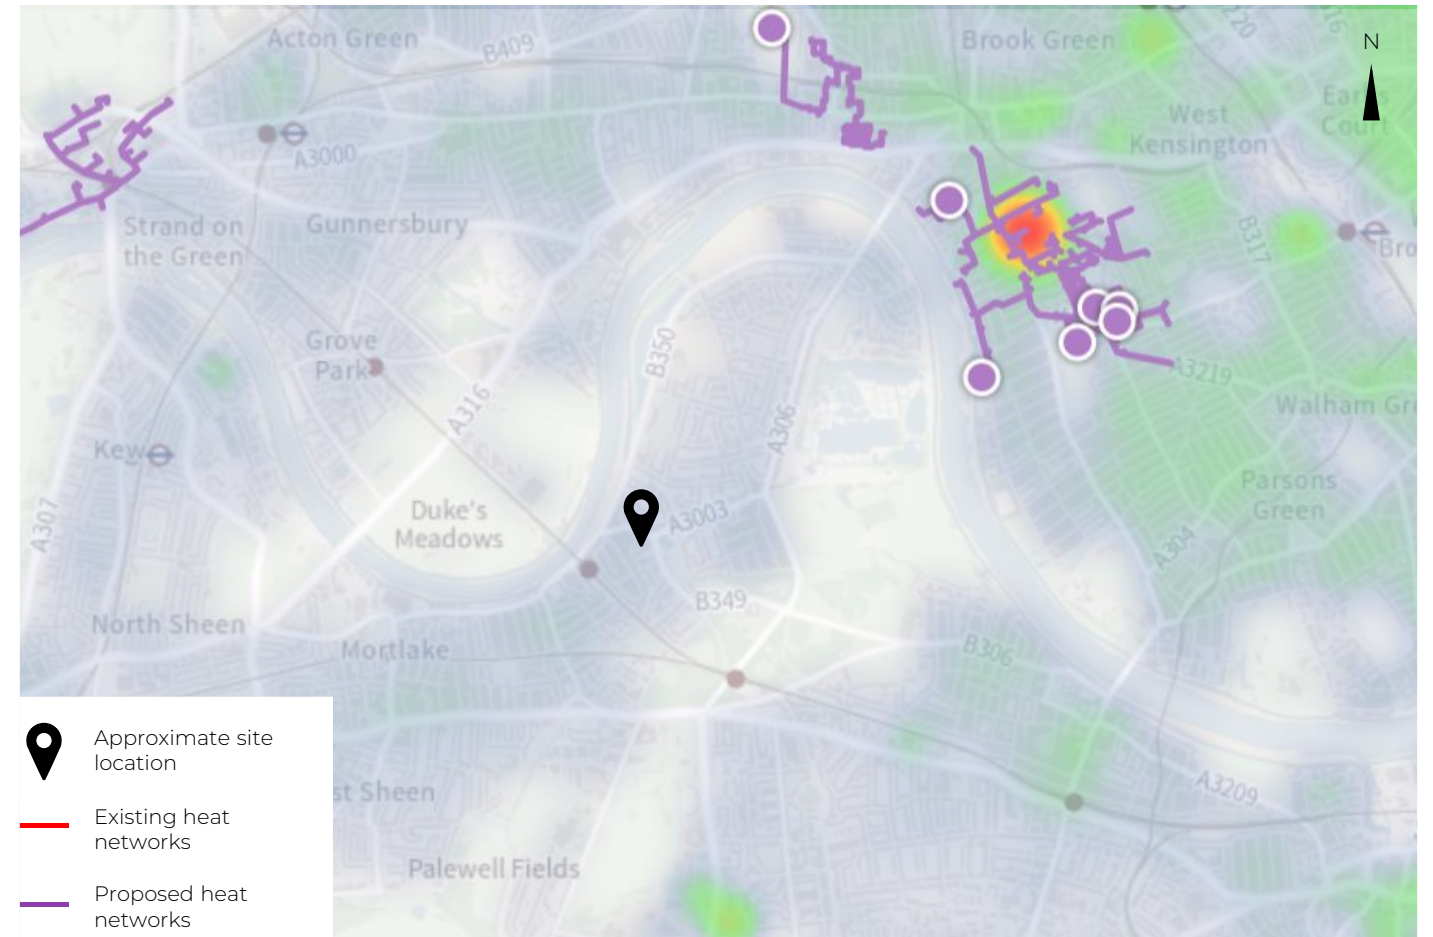 Acton Green
B409
Brook Green
N
West
Kensington
Court
A3000
Strand on
the Green
Gunnersbury
B317
Bro
Grove
Park
B350
A316
A306
A3219
Walham Gr
Kew
A307
Duke's
Meadows
A3003
Parsons
Green
A304
B349
North Sheen
Mortlake
B306
Approximate site
location
st Sheen
A3209
Existing heat
networks
Palewell Fields
Proposed heat
networks